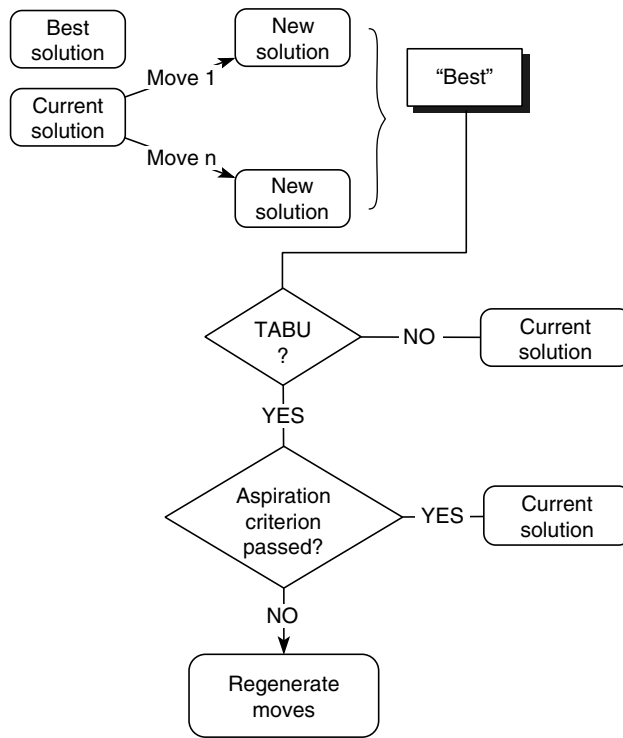 Best
solution
New
solution
Move 1
Current
solution
Move n
New
solution
“Best”
TABU
?
NO
Current
solution
YES
Aspiration
criterion
passed?
YES
Current
solution
NO
Regenerate
moves